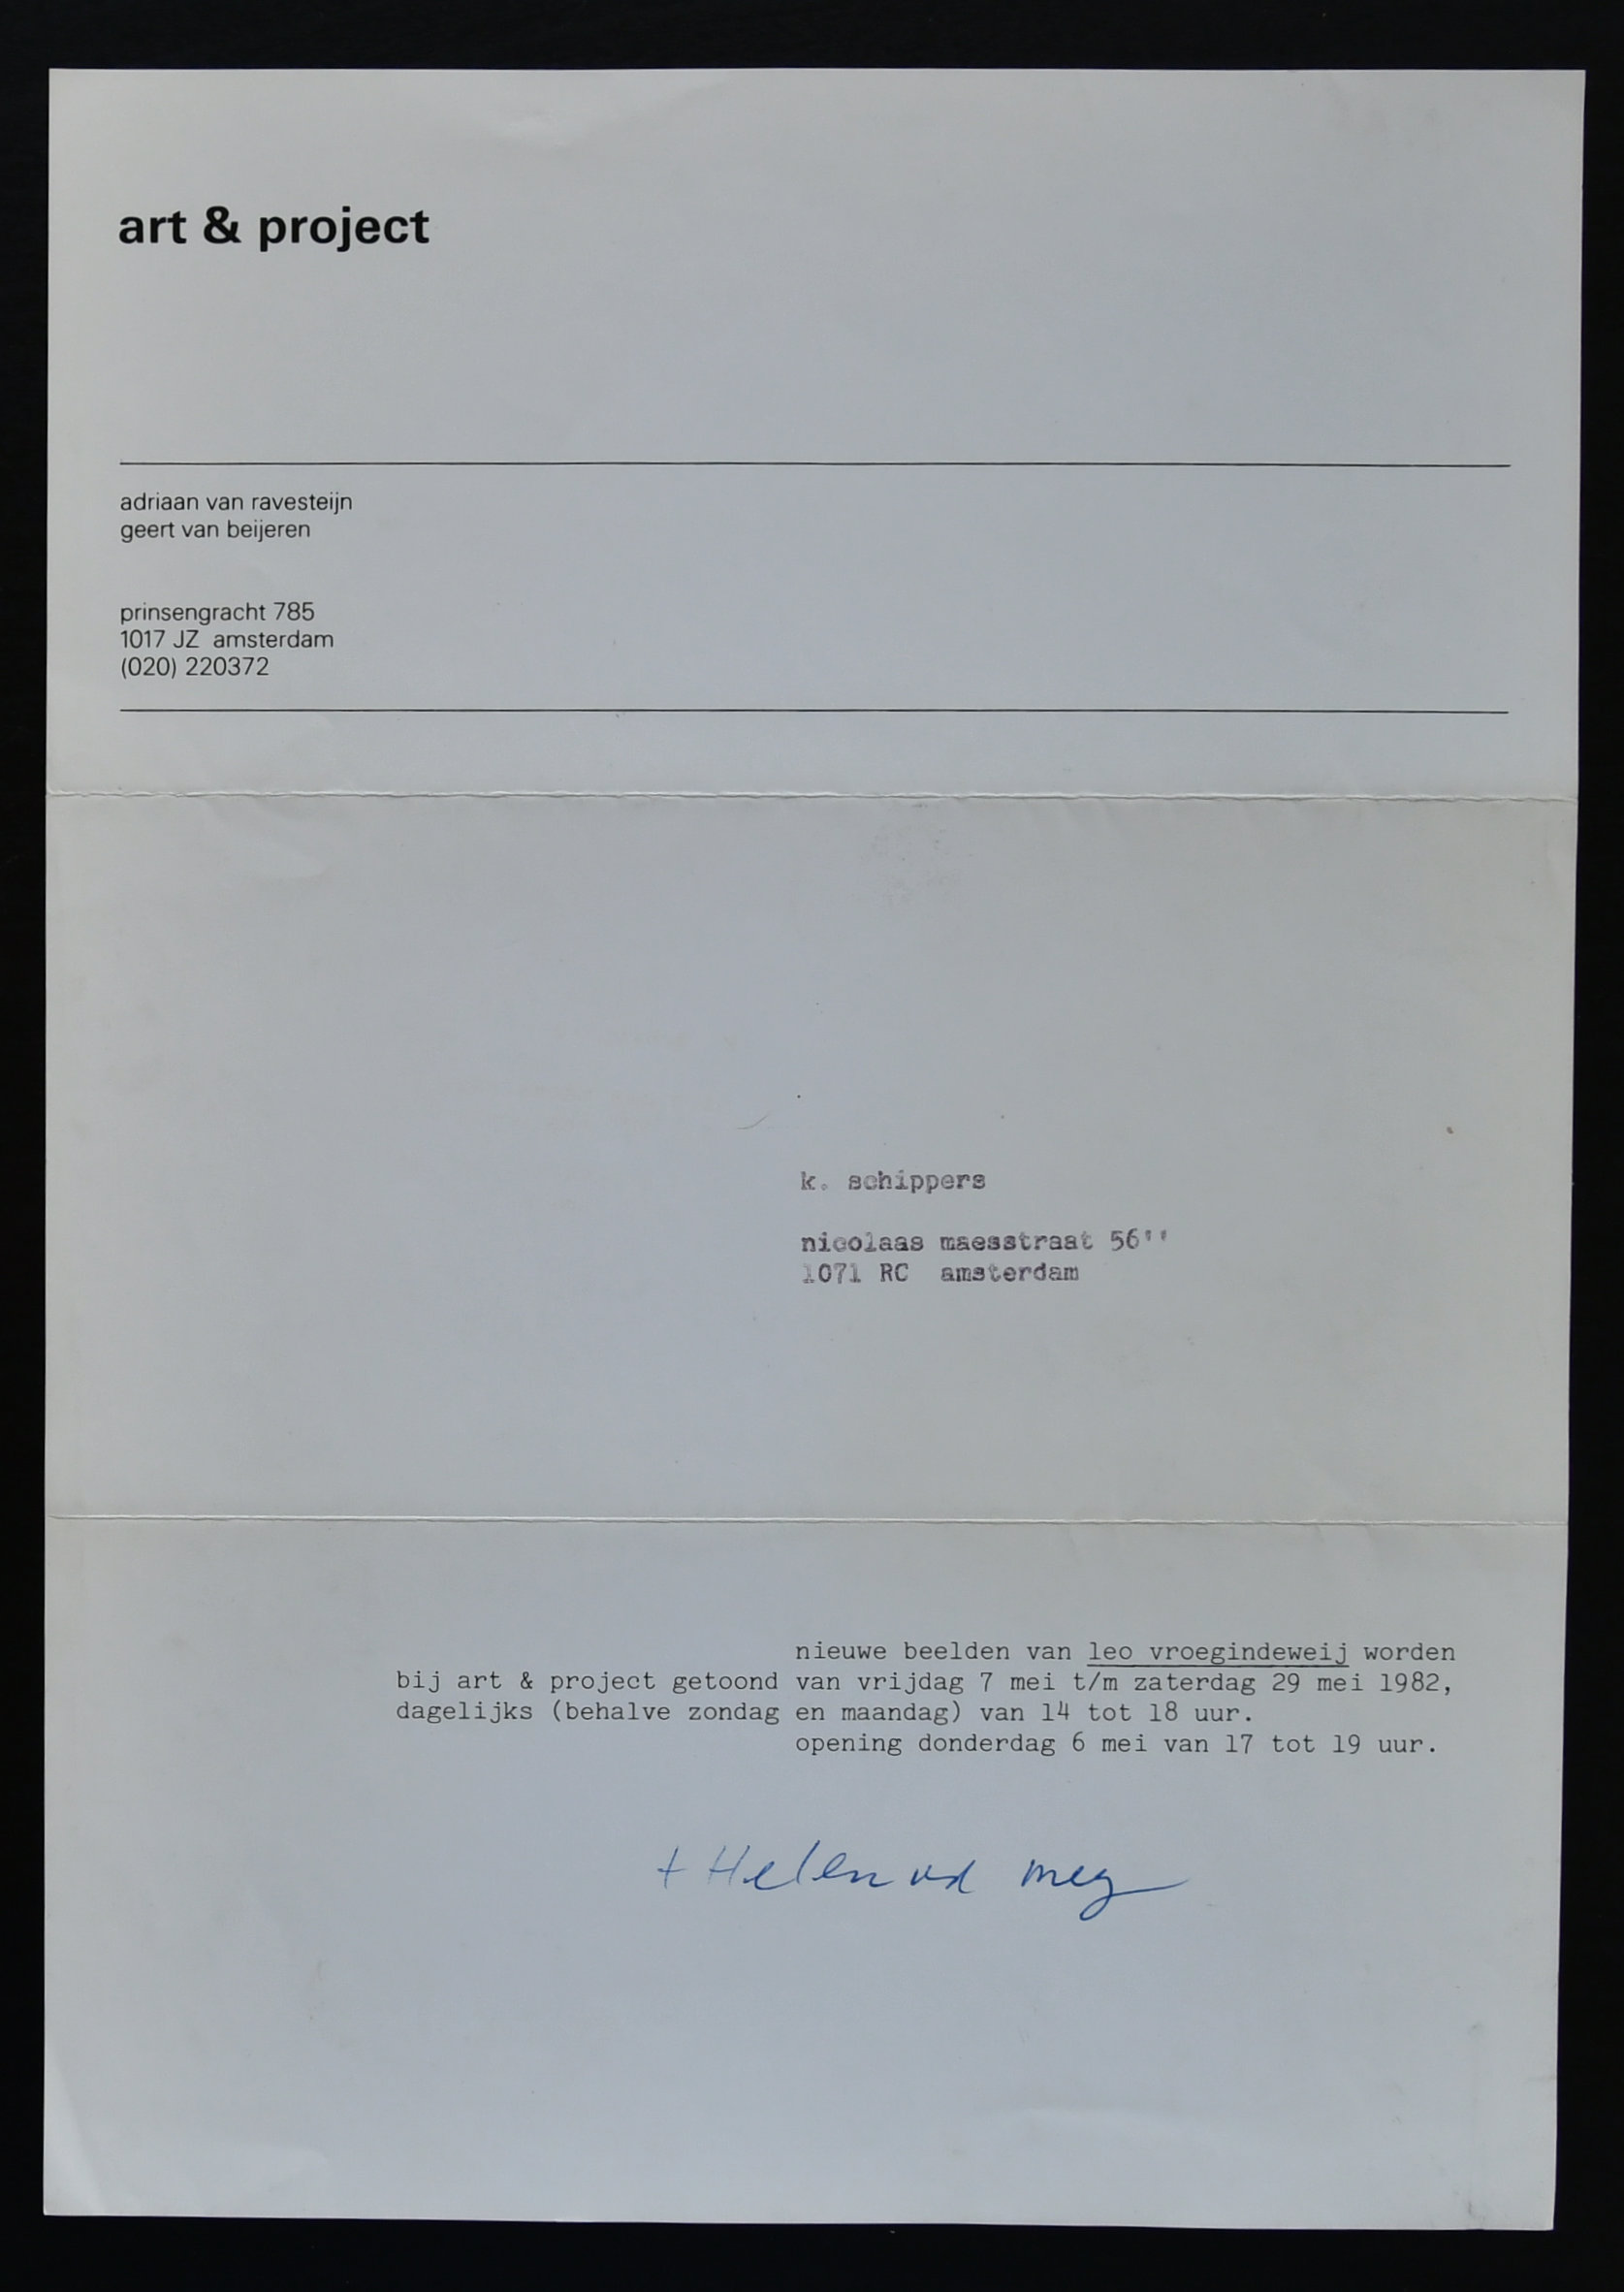 art & project
adriaan van ravesteijn
geert van beijeren
prinsengracht 785
1017 JZ amsterdam
(020) 220372
k. schippers
nicolaas maesstraat 56''
1071 RC amsterdam
nieuwe beelden van leo vroegindeweij worden
bij art & project getoond van vrijdag 7 mei t/m zaterdag 29 mei 1982,
dagelijks (behalve zondag en maandag) van 14 tot 18 uur.
opening donderdag 6 mei van 17 tot 19 uur.
+ Helen vd